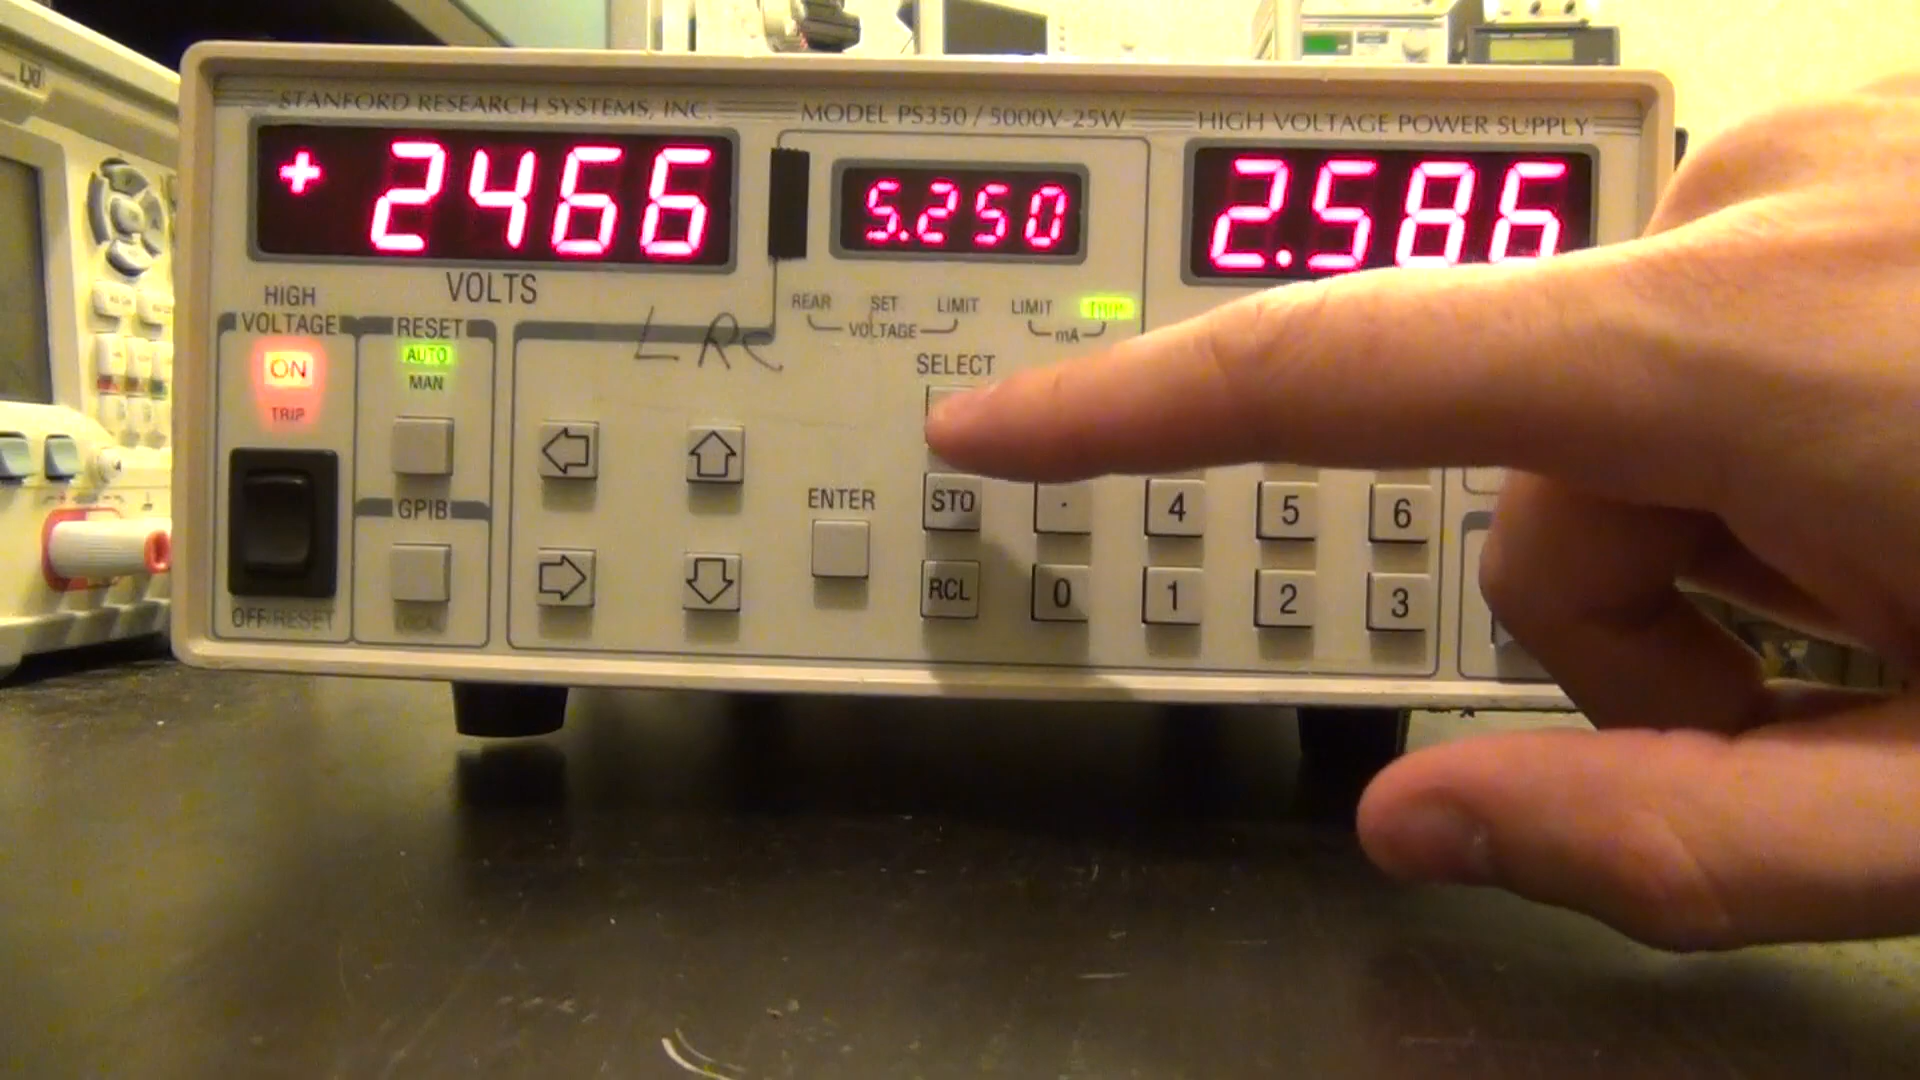 LXI
STANFORD RESEARCH SYSTEMS, INC.
MODEL PS350 / 5000V-25W
HIGH VOLTAGE POWER SUPPLY
+ 2466
5.250
2.586
VOLTS
HIGH
VOLTAGE
ON
TRIP
OFF/RESET
RESET
AUTO
MAN
GPIB
LRC
REAR SET LIMIT LIMIT TRIP
VOLTAGE mA
SELECT
ENTER
STO . 4 5 6
RCL 0 1 2 3